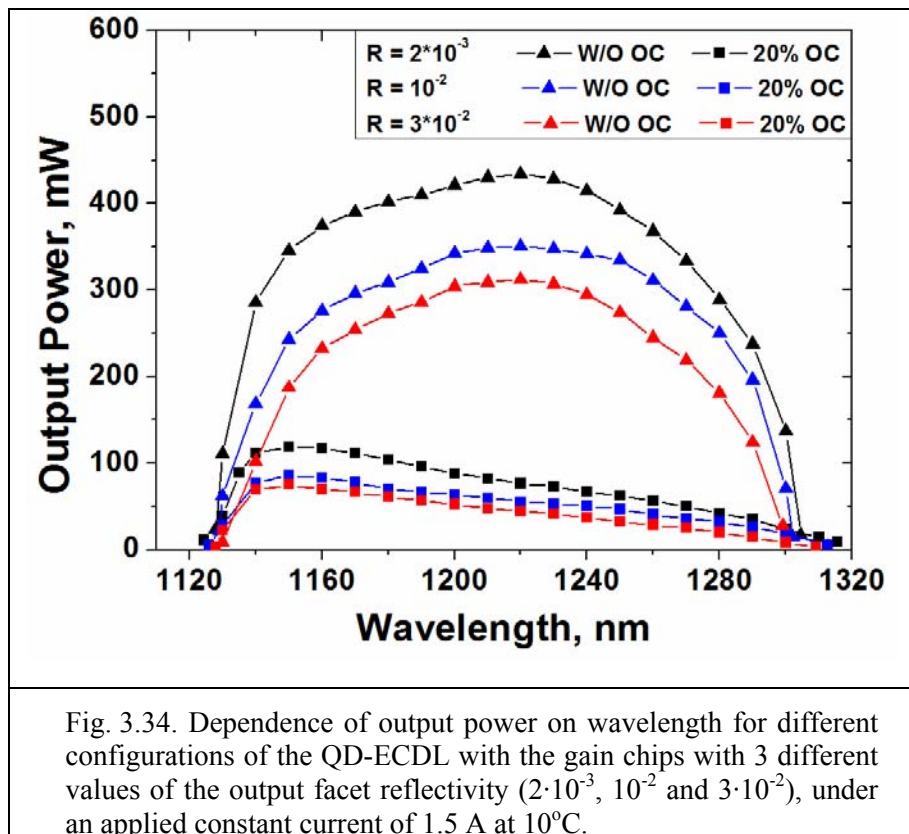 600
500
400
300
200
100
0
Output Power, mW
R = 2*10⁻³ W/O OC 20% OC
R = 10⁻² W/O OC 20% OC
R = 3*10⁻² W/O OC 20% OC
1120 1160 1200 1240 1280 1320
Wavelength, nm
Fig. 3.34. Dependence of output power on wavelength for different
configurations of the QD-ECDL with the gain chips with 3 different
values of the output facet reflectivity (2·10⁻³, 10⁻² and 3·10⁻²), under
an applied constant current of 1.5 A at 10°C.